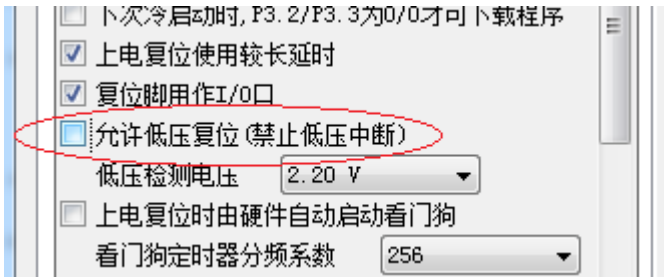 下次冷启动时,P3.2/P3.3为0/0才可下载程序
上电复位使用较长延时
复位脚用作I/O口
允许低压复位(禁止低压中断)
低压检测电压 2.20 V
上电复位时由硬件自动启动看门狗
看门狗定时器分频系数 256